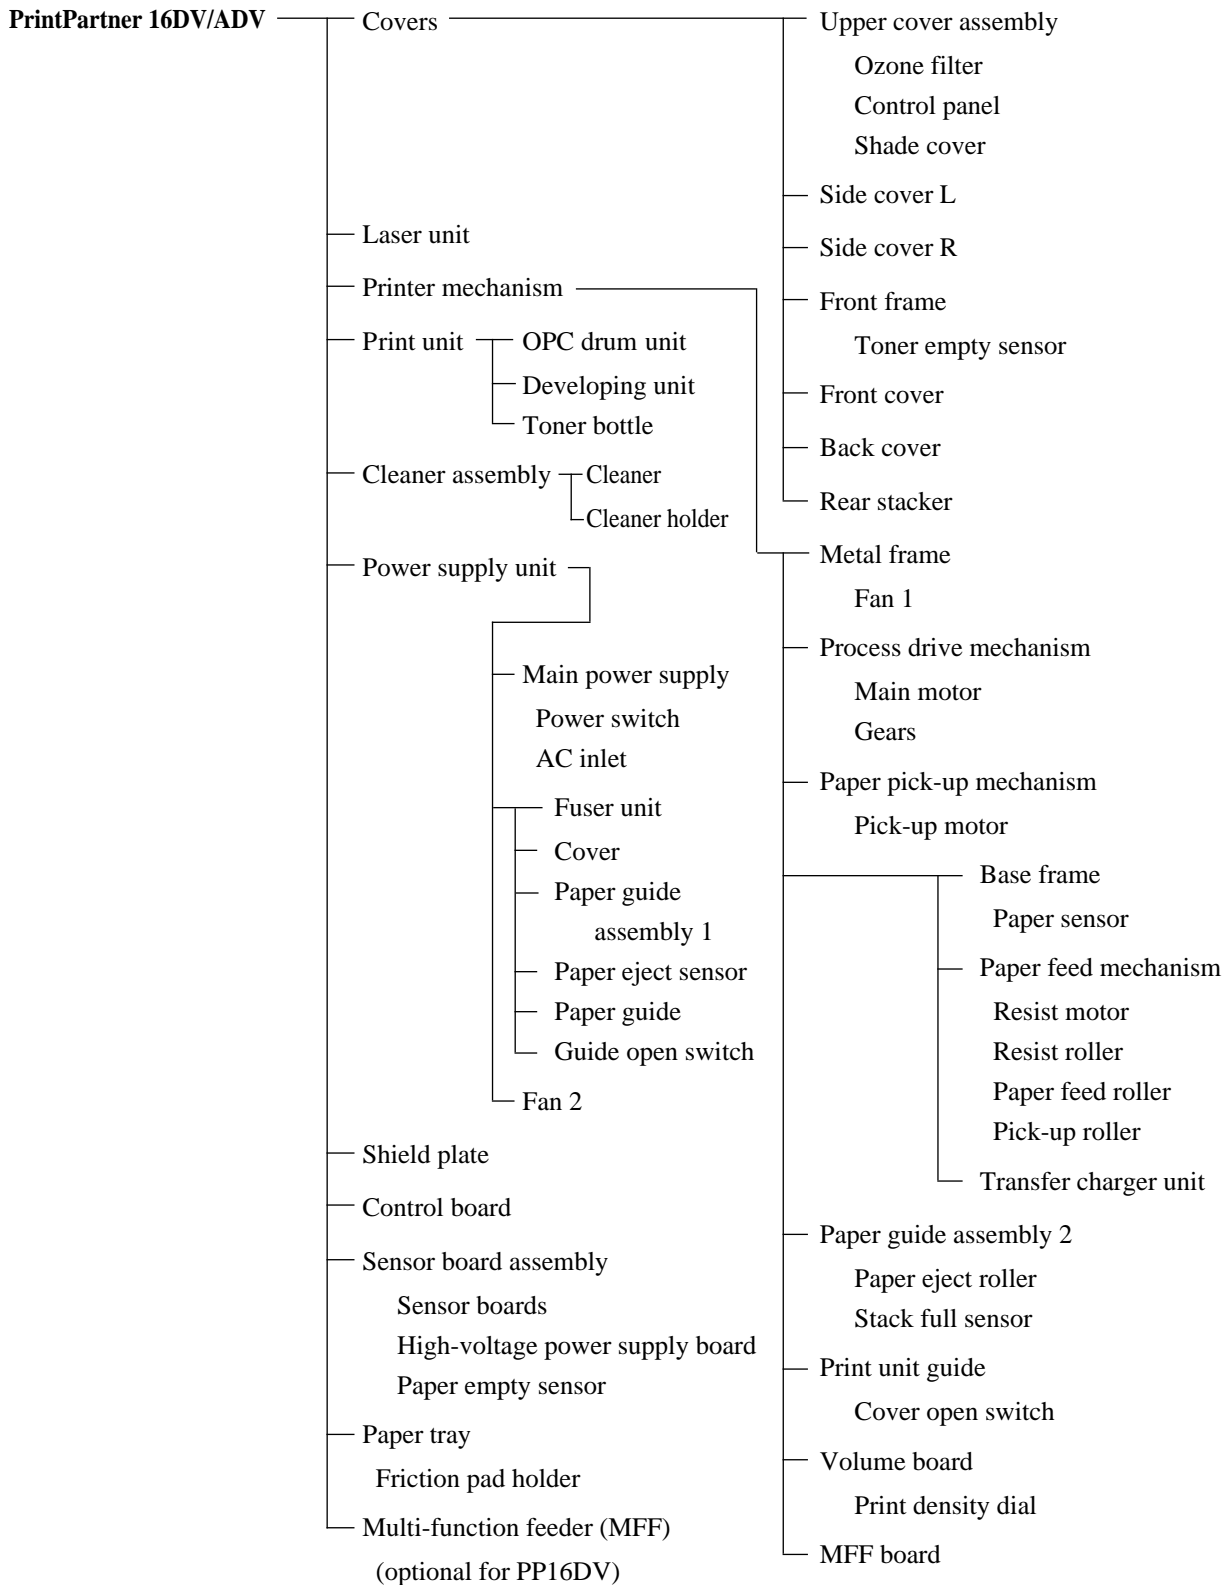 PrintPartner 16DV/ADV
Covers
Upper cover assembly
Ozone filter
Control panel
Shade cover
Side cover L
Side cover R
Front frame
Toner empty sensor
Front cover
Back cover
Rear stacker
Laser unit
Printer mechanism
Metal frame
Fan 1
Process drive mechanism
Main motor
Gears
Paper pick-up mechanism
Pick-up motor
Base frame
Paper sensor
Paper feed mechanism
Resist motor
Resist roller
Paper feed roller
Pick-up roller
Transfer charger unit
Paper guide assembly 2
Paper eject roller
Stack full sensor
Print unit guide
Cover open switch
Volume board
Print density dial
MFF board
Print unit
OPC drum unit
Developing unit
Toner bottle
Cleaner assembly
Cleaner
Cleaner holder
Power supply unit
Main power supply
Power switch
AC inlet
Fuser unit
Cover
Paper guide
assembly 1
Paper eject sensor
Paper guide
Guide open switch
Fan 2
Shield plate
Control board
Sensor board assembly
Sensor boards
High-voltage power supply board
Paper empty sensor
Paper tray
Friction pad holder
Multi-function feeder (MFF)
(optional for PP16DV)